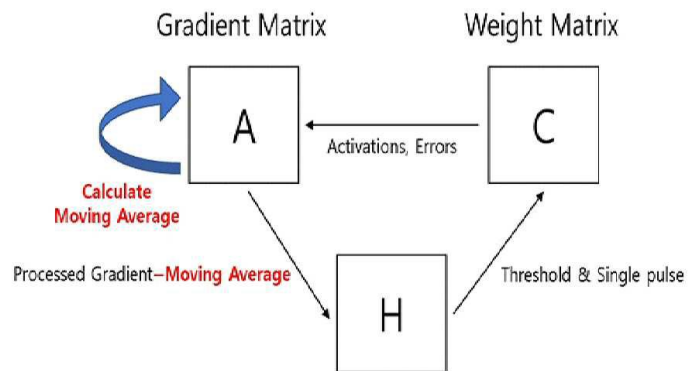 Gradient Matrix
Weight Matrix
A
C
Activations, Errors
Calculate
Moving Average
Processed Gradient–Moving Average
Threshold & Single pulse
H